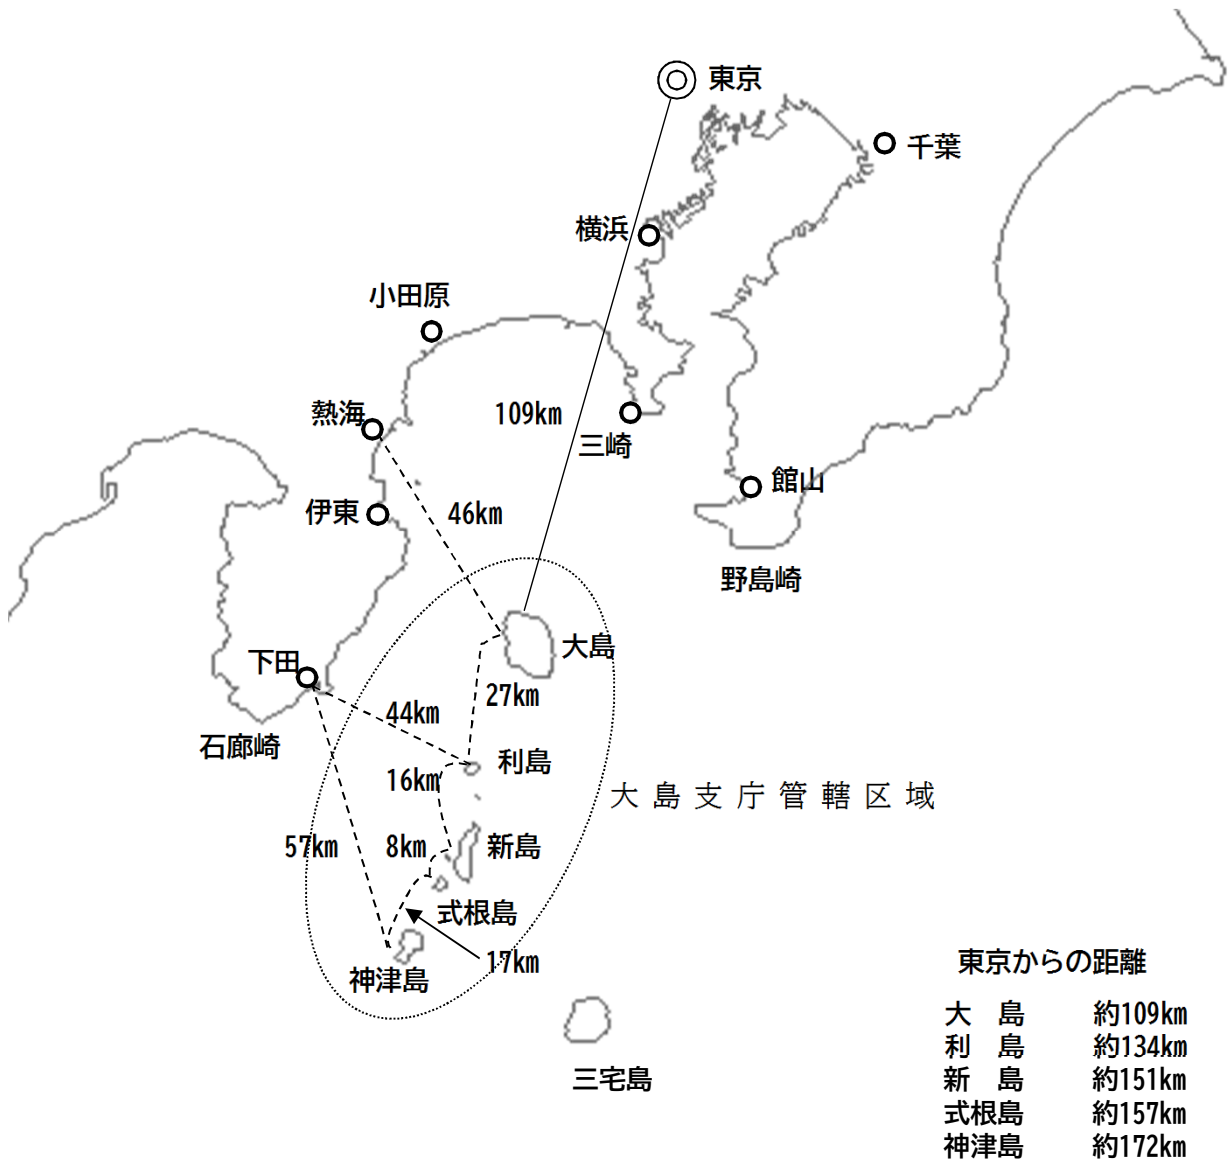 東京
千葉
横浜
小田原
熱海
109km
三崎
館山
伊東
46km
野島崎
大島
下田
27km
44km
石廊崎
利島
16km
大島支庁管轄区域
57km
8km
新島
式根島
17km
神津島
三宅島
東京からの距離
大　島　約109km
利　島　約134km
新　島　約151km
式根島　約157km
神津島　約172km